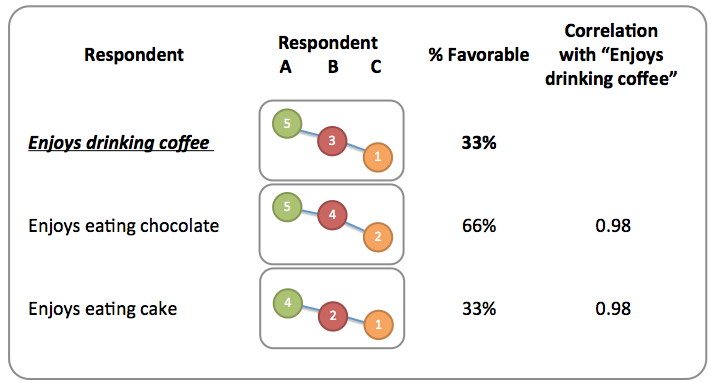 Respondent Respondent % Favorable Correlation with “Enjoys drinking coffee”
A B C
Enjoys drinking coffee 5 3 1 33%
Enjoys eating chocolate 5 4 2 66% 0.98
Enjoys eating cake 4 2 1 33% 0.98